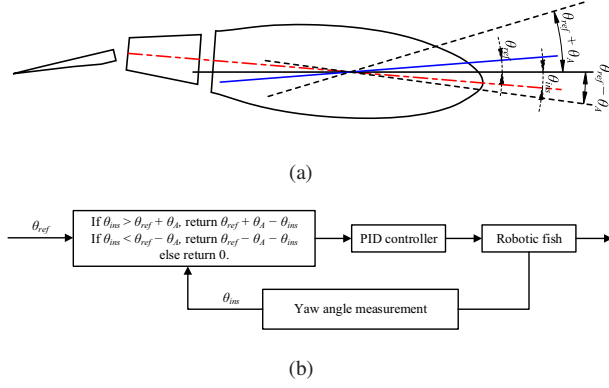 θref + θA
θref
θins
θref − θA
(a)
θref
If θins > θref + θA, return θref + θA − θins
If θins < θref − θA, return θref − θA − θins
else return 0.
PID controller
Robotic fish
θins
Yaw angle measurement
(b)